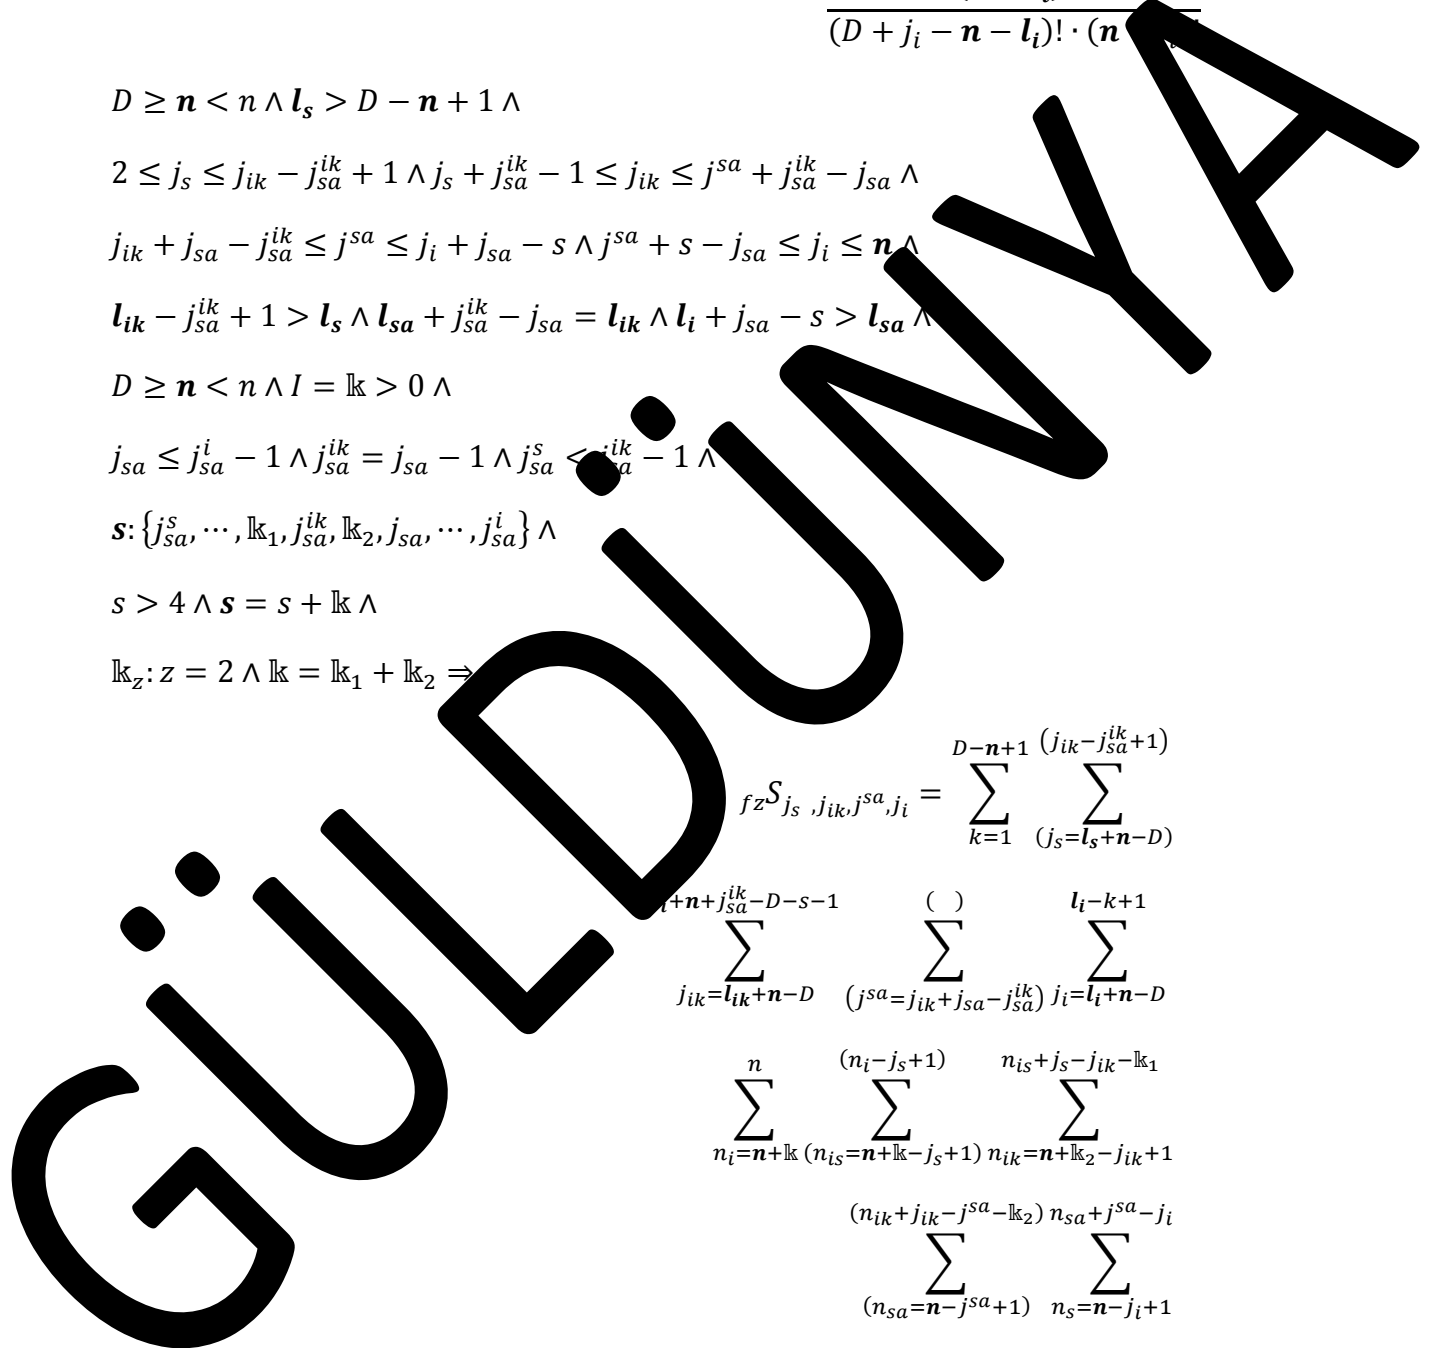 (D + j_i − n − l_i)! · (n
D ≥ n < n ∧ l_s > D − n + 1 ∧
2 ≤ j_s ≤ j_{ik} − j_{sa}^{ik} + 1 ∧ j_s + j_{sa}^{ik} − 1 ≤ j_{ik} ≤ j^{sa} + j_{sa}^{ik} − j_{sa} ∧
j_{ik} + j_{sa} − j_{sa}^{ik} ≤ j^{sa} ≤ j_i + j_{sa} − s ∧ j^{sa} + s − j_{sa} ≤ j_i ≤ n ∧
l_{ik} − j_{sa}^{ik} + 1 > l_s ∧ l_{sa} + j_{sa}^{ik} − j_{sa} = l_{ik} ∧ l_i + j_{sa} − s > l_{sa} ∧
D ≥ n < n ∧ I = 𝕜 > 0 ∧
j_{sa} ≤ j_{sa}^{i} − 1 ∧ j_{sa}^{ik} = j_{sa} − 1 ∧ j_{sa}^{s} < j_{sa}^{ik} − 1 ∧
s: {j_{sa}^{s}, ⋯, 𝕜_1, j_{sa}^{ik}, 𝕜_2, j_{sa}, ⋯, j_{sa}^{i}} ∧
s > 4 ∧ s = s + 𝕜 ∧
𝕜_z: z = 2 ∧ 𝕜 = 𝕜_1 + 𝕜_2 ⇒
_{fz}S_{j_s ,j_{ik},j^{sa},j_i} = ∑_{k=1}^{D−n+1} ∑_{(j_s=l_s+n−D)}^{(j_{ik}−j_{sa}^{ik}+1)}
∑_{j_{ik}=l_{ik}+n−D}^{_i+n+j_{sa}^{ik}−D−s−1} ∑_{(j^{sa}=j_{ik}+j_{sa}−j_{sa}^{ik})}^{( )} ∑_{j_i=l_i+n−D}^{l_i−k+1}
∑_{n_i=n+𝕜}^{n} ∑_{(n_{is}=n+𝕜−j_s+1)}^{(n_i−j_s+1)} ∑_{n_{ik}=n+𝕜_2−j_{ik}+1}^{n_{is}+j_s−j_{ik}−𝕜_1}
∑_{(n_{sa}=n−j^{sa}+1)}^{(n_{ik}+j_{ik}−j^{sa}−𝕜_2)} ∑_{n_s=n−j_i+1}^{n_{sa}+j^{sa}−j_i}
GÜLDÜNYA